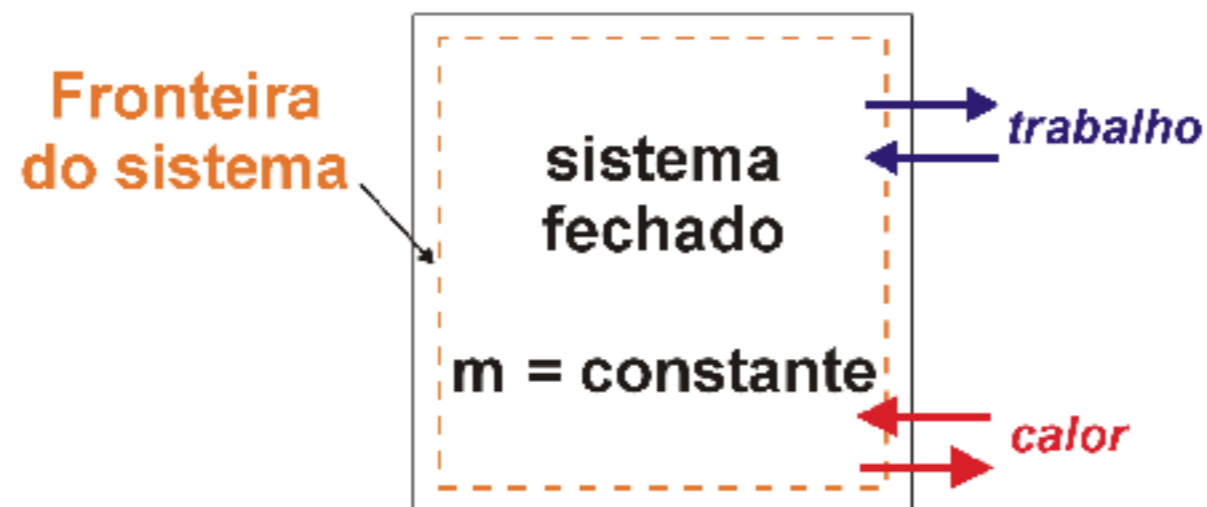 Fronteira
do sistema
sistema
fechado
m = constante
trabalho
calor